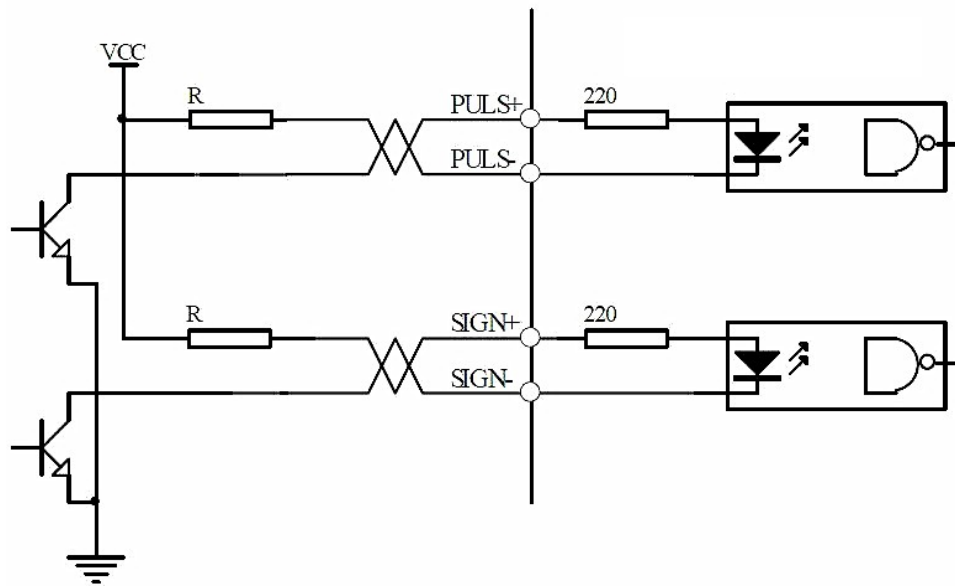 VCC
R
PULS+
220
PULS-
R
SIGN+
220
SIGN-